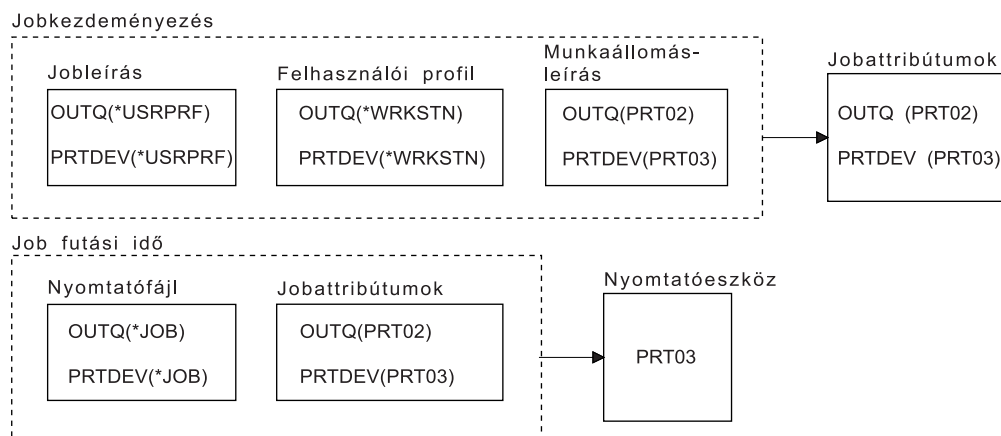 Jobkezdeményezés
Jobleírás
OUTQ(*USRPRF)
PRTDEV(*USRPRF)
Felhasználói profil
OUTQ(*WRKSTN)
PRTDEV(*WRKSTN)
Munkaállomás-
leírás
OUTQ(PRT02)
PRTDEV(PRT03)
Jobattribútumok
OUTQ (PRT02)
PRTDEV (PRT03)
Job futási idő
Nyomtatófájl
OUTQ(*JOB)
PRTDEV(*JOB)
Jobattribútumok
OUTQ(PRT02)
PRTDEV(PRT03)
Nyomtatóeszköz
PRT03